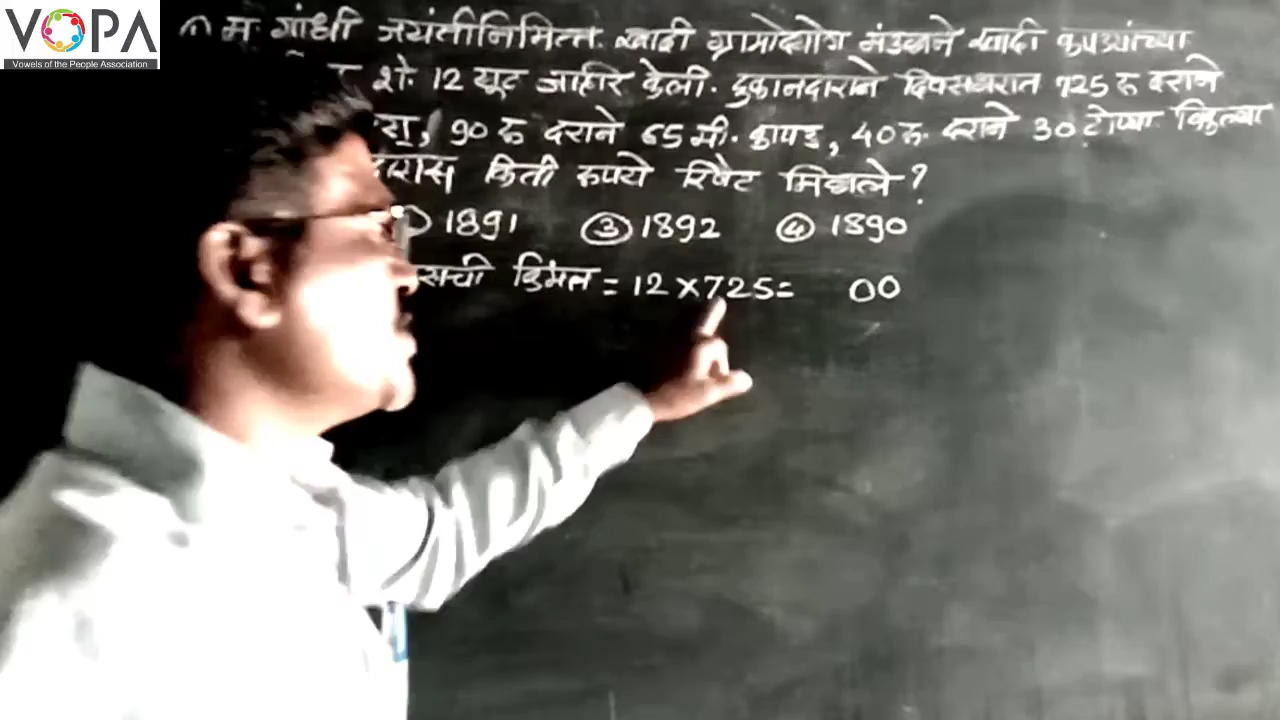 VOPA
Vowels of the People Association
म. गांधी जयंतीनिमित्त खादी ग्रामोद्योग मंडळाने खादी कपड्यांच्या
शे. 12 सूट जाहीर केली. दुकानदाराने दिवसभरात 725 रु दराने
90 रु दराने 65 मी. कापड, 40 रु. दराने 30 टोप्या विकल्या
किती रुपये रिबेट मिळाले?
1891 ③ 1892 ④ 1890
किंमत = 12 × 725 = 00